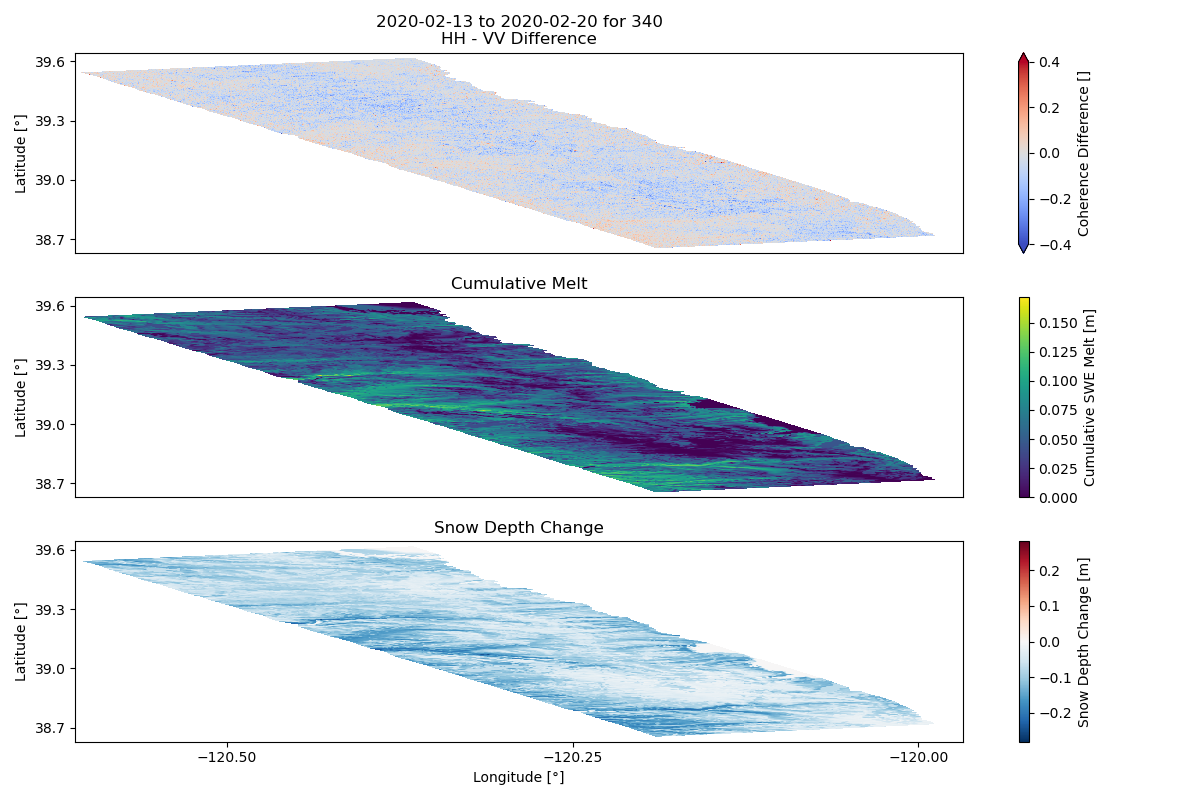 2020-02-13 to 2020-02-20 for 340
HH - VV Difference
39.6
39.3
39.0
38.7
Latitude [°]
0.4
0.2
0.0
−0.2
−0.4
Coherence Difference []
Cumulative Melt
39.6
39.3
39.0
38.7
Latitude [°]
0.150
0.125
0.100
0.075
0.050
0.025
0.000
Cumulative SWE Melt [m]
Snow Depth Change
39.6
39.3
39.0
38.7
Latitude [°]
0.2
0.1
0.0
−0.1
−0.2
Snow Depth Change [m]
−120.50 −120.25 −120.00
Longitude [°]